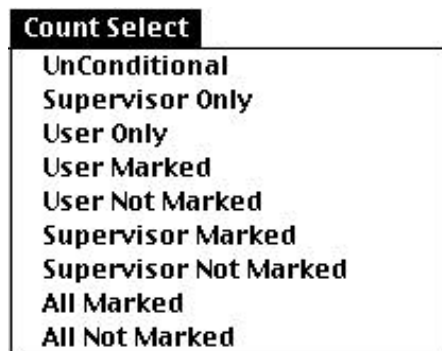 Count Select
UnConditional
Supervisor Only
User Only
User Marked
User Not Marked
Supervisor Marked
Supervisor Not Marked
All Marked
All Not Marked